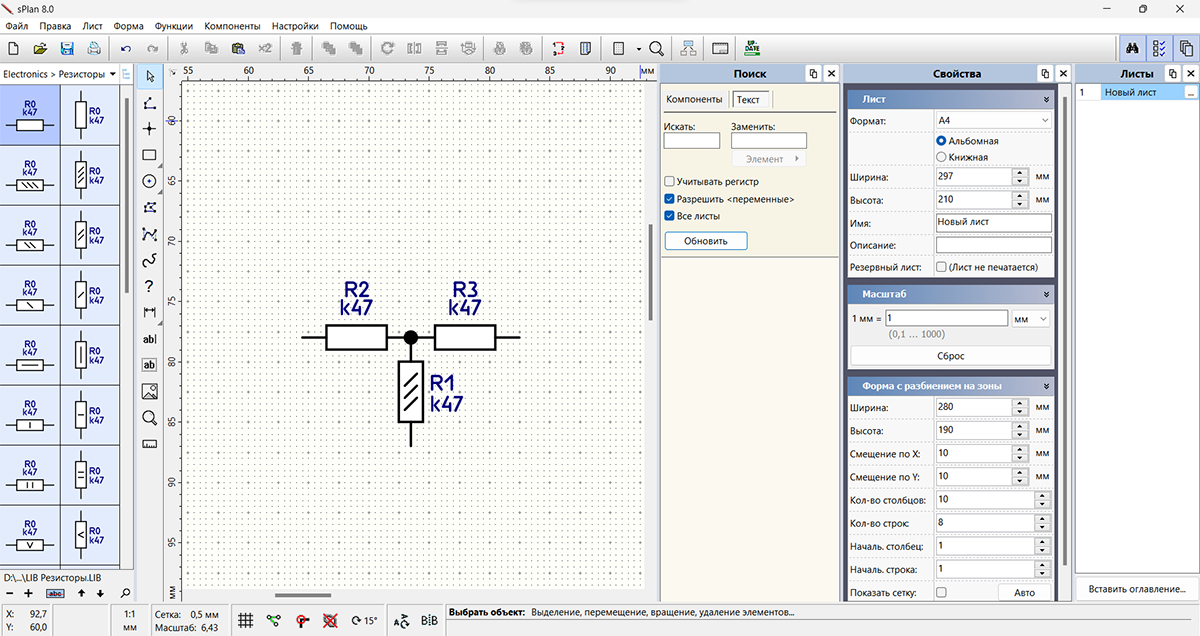 sPlan 8.0
Файл Правка Лист Форма Функции Компоненты Настройки Помощь
×2
UP-DATE
Electronics > Резисторы
55 60 65 70 75 80 85 90 мм
Поиск
Свойства
Листы
R0
k47
R0
k47
R0
k47
R0
k47
R0
k47
R0
k47
R0
k47
R0
k47
R0
k47
R0
k47
R0
k47
R0
k47
R0
k47
R0
k47
R0
k47
R0
k47
D:\...\LIB Резисторы.LIB
abc
?
ab|
ab
60
65
70
75
80
85
90
95
мм
R2
k47
R3
k47
R1
k47
Компоненты Текст
Искать: Заменить:
Элемент
Учитывать регистр
Разрешить <переменные>
Все листы
Обновить
Лист
Формат: A4
Альбомная
Книжная
Ширина: 297 мм
Высота: 210 мм
Имя: Новый лист
Описание:
Резервный лист: (Лист не печатается)
Масштаб
1 мм = 1 мм
(0,1 ... 1000)
Сброс
Форма с разбиением на зоны
Ширина: 280 мм
Высота: 190 мм
Смещение по X: 10 мм
Смещение по Y: 10 мм
Кол-во столбцов: 10
Кол-во строк: 8
Началь. столбец: 1
Началь. строка: 1
Показать сетку: Авто
1 Новый лист ...
Вставить оглавление...
X: 92,7
Y: 60,0
1:1
мм
Сетка: 0,5 мм
Масштаб: 6,43
15°
Выбрать объект: Выделение, перемещение, вращение, удаление элементов...